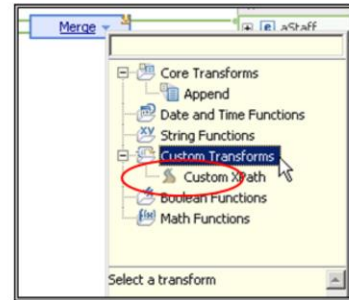 Merge
aStaff
Core Transforms
Append
Date and Time Functions
String Functions
Custom Transforms
Custom XPath
Boolean Functions
Math Functions
Select a transform